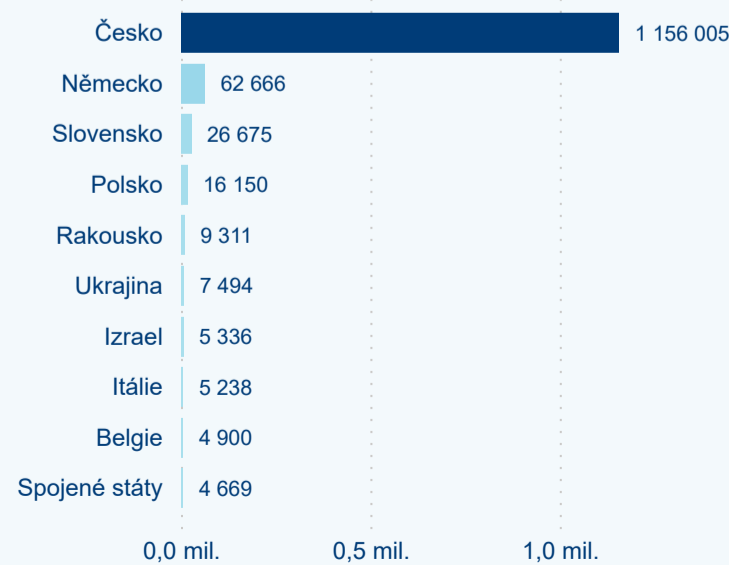 Česko 1 156 005
Německo 62 666
Slovensko 26 675
Polsko 16 150
Rakousko 9 311
Ukrajina 7 494
Izrael 5 336
Itálie 5 238
Belgie 4 900
Spojené státy 4 669
0,0 mil. 0,5 mil. 1,0 mil.